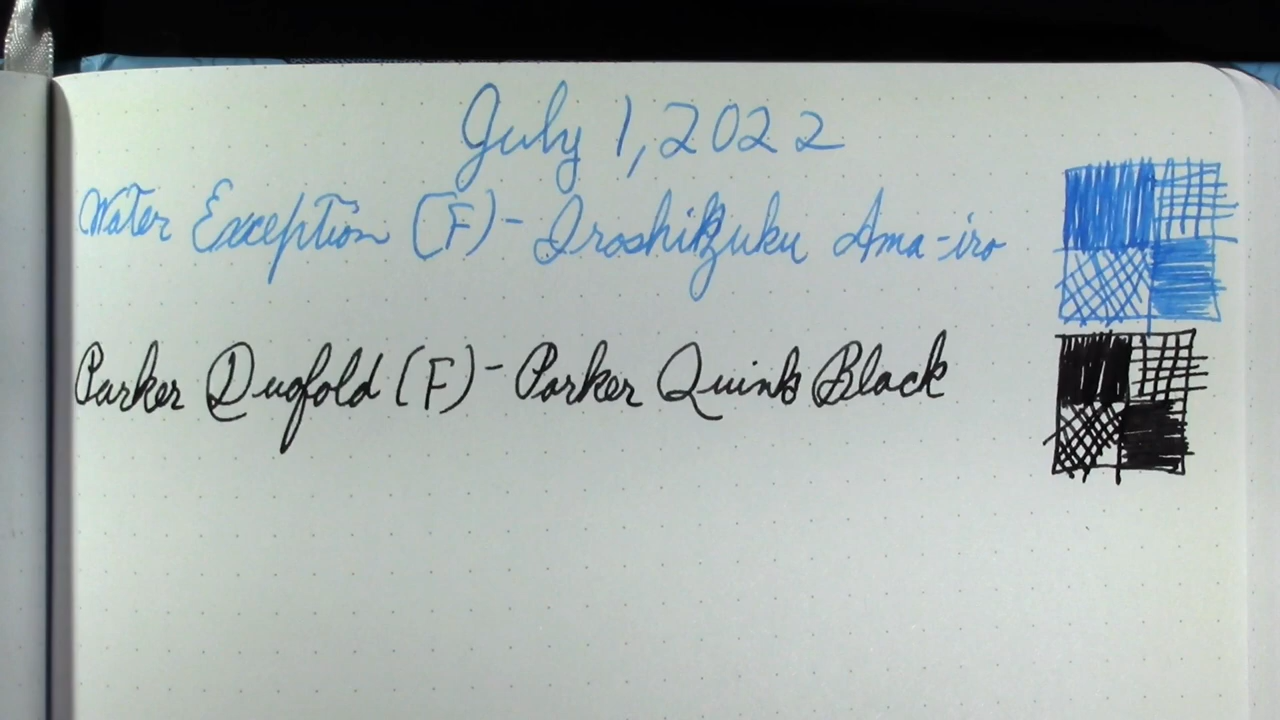 July 1, 2022
Water Exception (F) - Iroshizuku Ama-iro
Parker Duofold (F) - Parker Quink Black